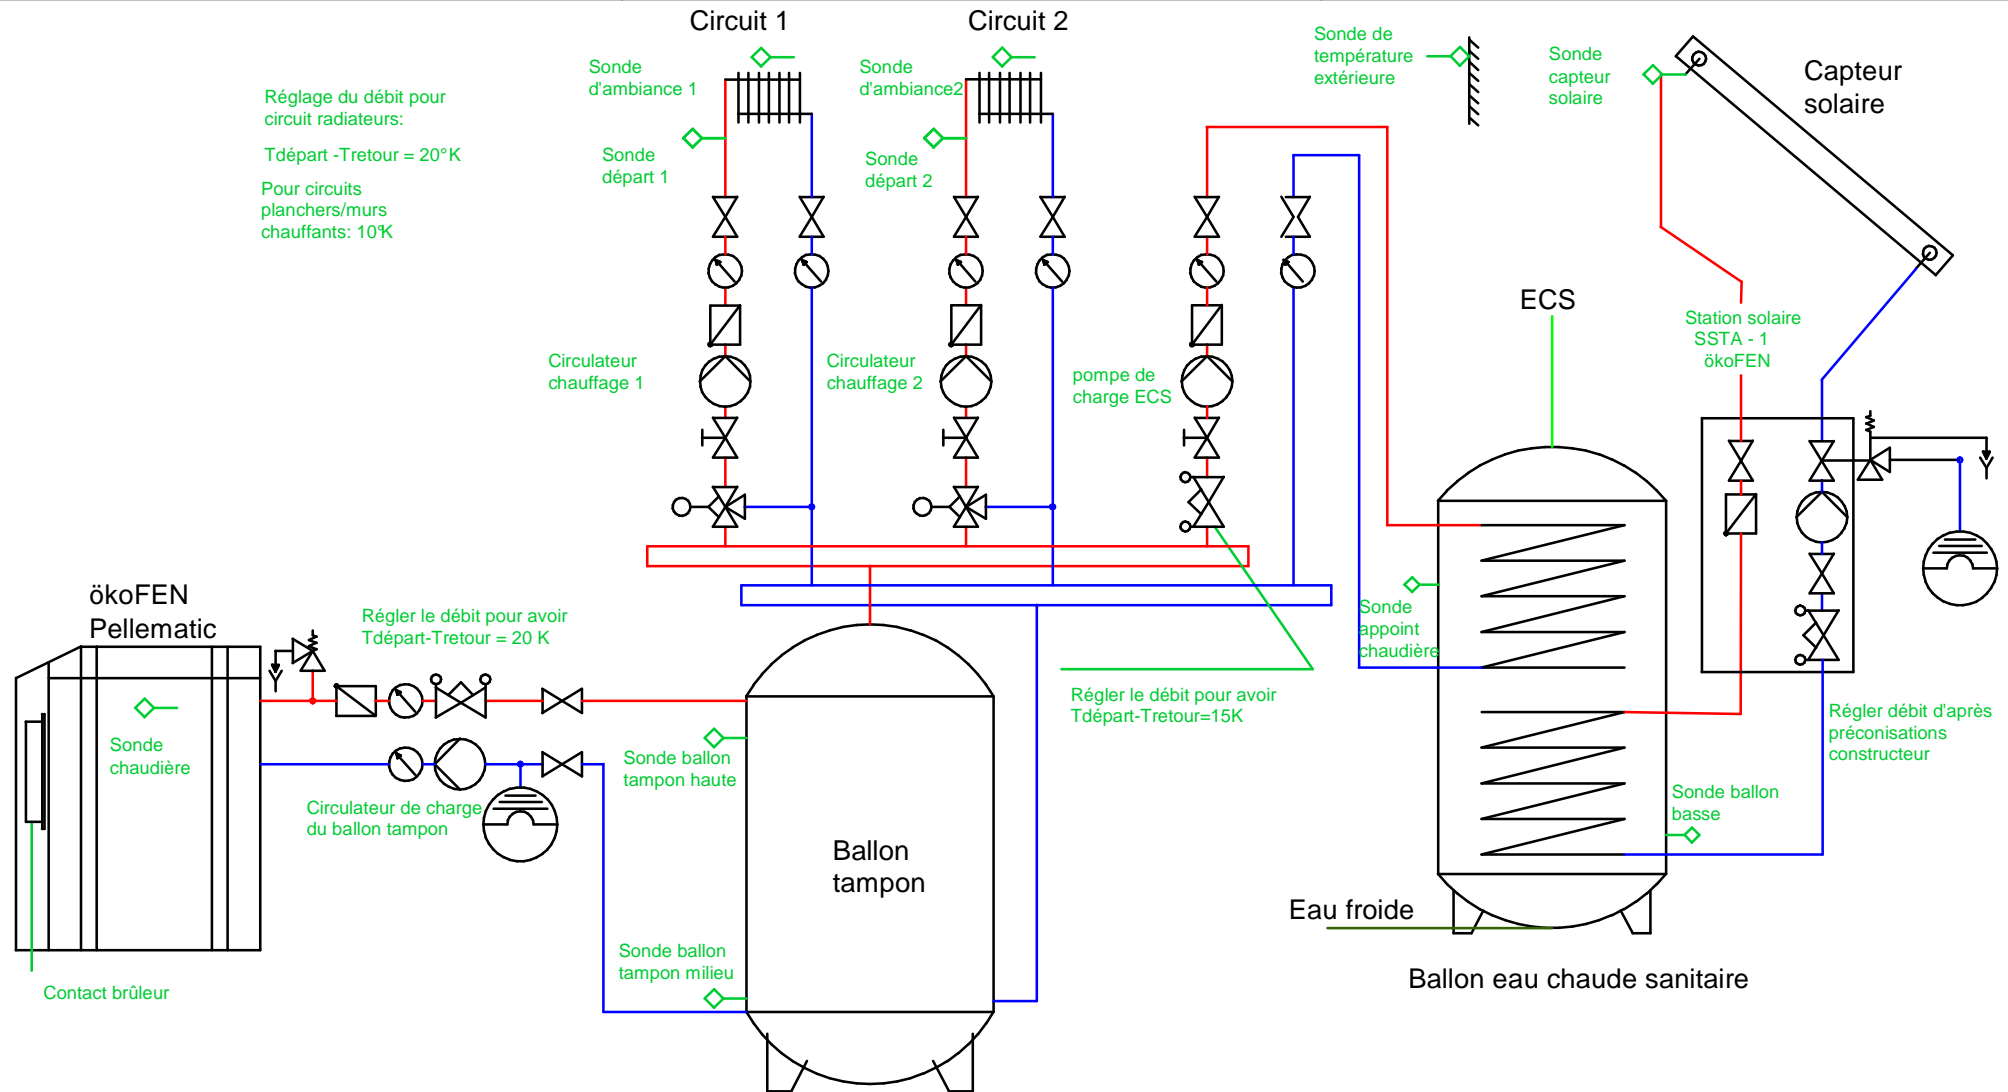 Circuit 1
Circuit 2
Sonde
d'ambiance 1
Sonde
d'ambiance2
Sonde de
température
extérieure
Sonde
capteur
solaire
Capteur
solaire
Réglage du débit pour
circuit radiateurs:
Tdépart -Tretour = 20°K
Pour circuits
planchers/murs
chauffants: 10°K
Sonde
départ 1
Sonde
départ 2
ECS
Station solaire
SSTA - 1
ökoFEN
Circulateur
chauffage 1
Circulateur
chauffage 2
pompe de
charge ECS
ökoFEN
Pellematic
Régler le débit pour avoir
Tdépart-Tretour = 20 K
Sonde
appoint
chaudière
Régler le débit pour avoir
Tdépart-Tretour=15K
Régler débit d'après
préconisations
constructeur
Sonde
chaudière
Sonde ballon
tampon haute
Circulateur de charge
du ballon tampon
Sonde ballon
basse
Ballon
tampon
Eau froide
Sonde ballon
tampon milieu
Ballon eau chaude sanitaire
Contact brûleur